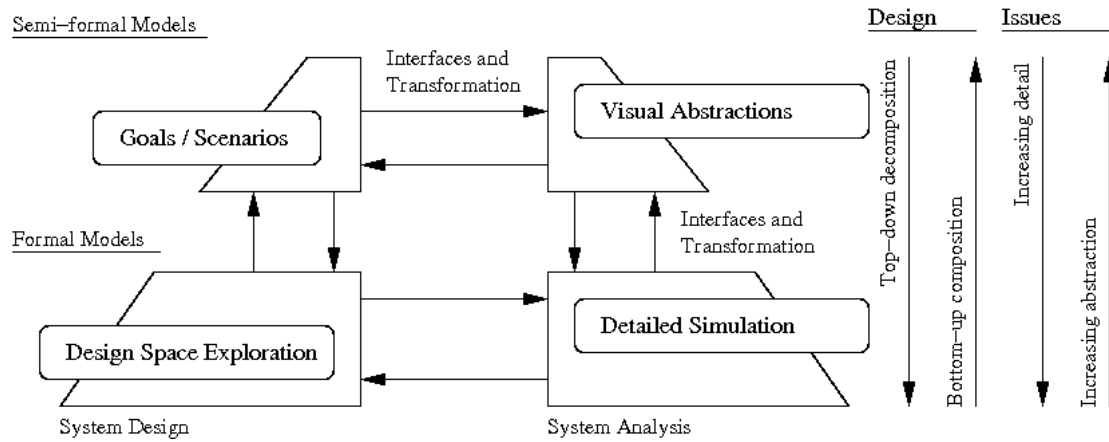 Semi-formal Models
Design
Issues
Interfaces and
Transformation
Goals / Scenarios
Visual Abstractions
Top-down decomposition
Bottom-up composition
Increasing detail
Increasing abstraction
Interfaces and
Transformation
Formal Models
Design Space Exploration
Detailed Simulation
System Design
System Analysis